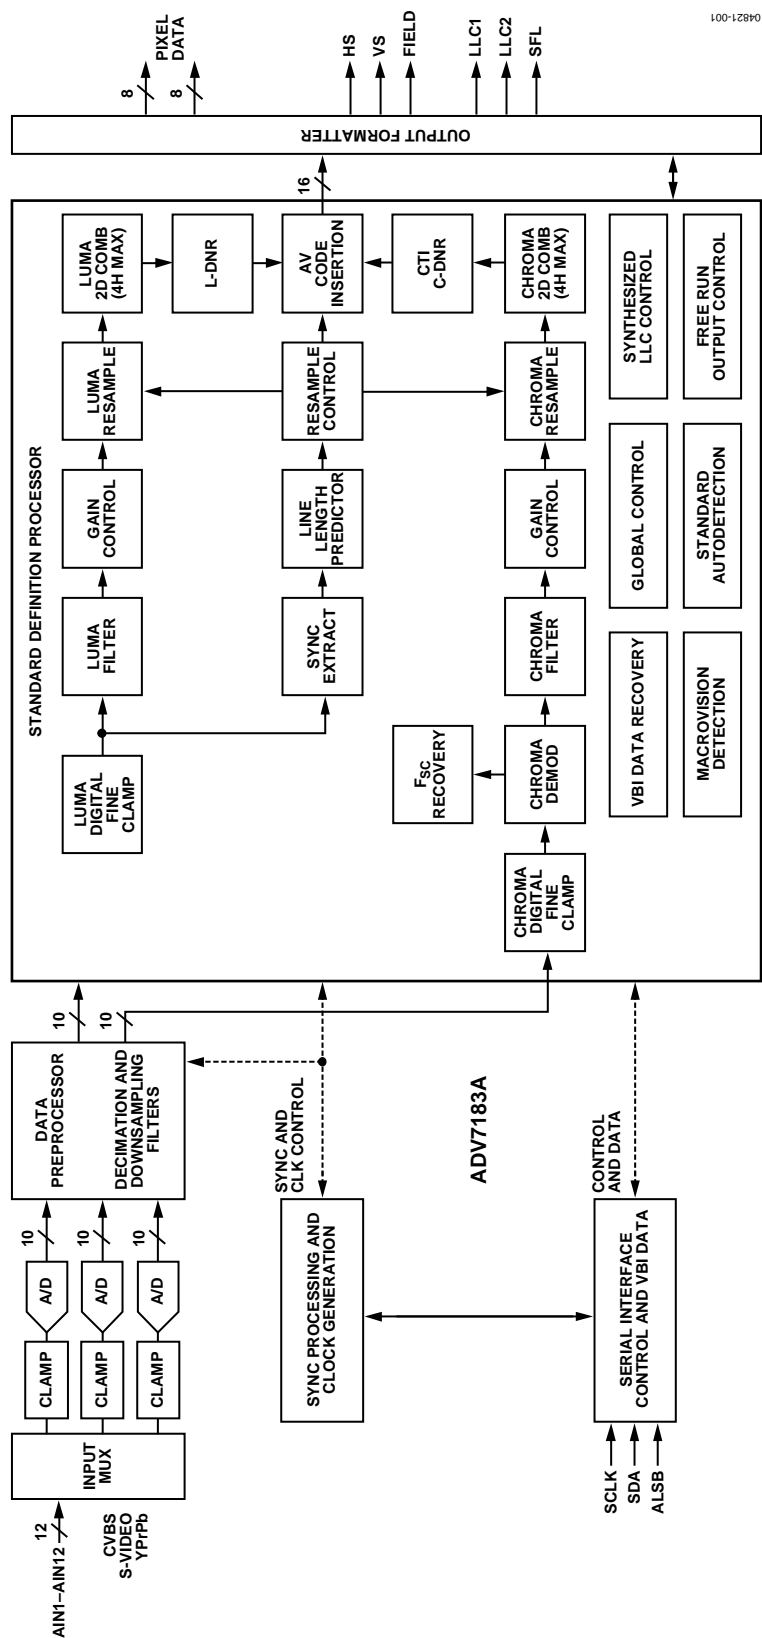 AIN1–AIN12
12
CVBS
S-VIDEO
YPrPb
INPUT
MUX
CLAMP
CLAMP
CLAMP
A/D
A/D
A/D
10
10
10
DATA
PREPROCESSOR
DECIMATION AND
DOWNSAMPLING
FILTERS
10
10
SYNC PROCESSING AND
CLOCK GENERATION
SYNC AND
CLK CONTROL
SCLK
SDA
ALSB
SERIAL INTERFACE
CONTROL AND VBI DATA
CONTROL
AND DATA
ADV7183A
STANDARD DEFINITION PROCESSOR
LUMA
DIGITAL
FINE
CLAMP
LUMA
FILTER
GAIN
CONTROL
LUMA
RESAMPLE
LUMA
2D COMB
(4H MAX)
L-DNR
SYNC
EXTRACT
LINE
LENGTH
PREDICTOR
RESAMPLE
CONTROL
AV
CODE
INSERTION
FSC
RECOVERY
CTI
C-DNR
CHROMA
DIGITAL
FINE
CLAMP
CHROMA
DEMOD
CHROMA
FILTER
GAIN
CONTROL
CHROMA
RESAMPLE
CHROMA
2D COMB
(4H MAX)
VBI DATA RECOVERY
GLOBAL CONTROL
SYNTHESIZED
LLC CONTROL
MACROVISION
DETECTION
STANDARD
AUTODETECTION
FREE RUN
OUTPUT CONTROL
16
OUTPUT FORMATTER
8
8
PIXEL
DATA
HS
VS
FIELD
LLC1
LLC2
SFL
04821-001